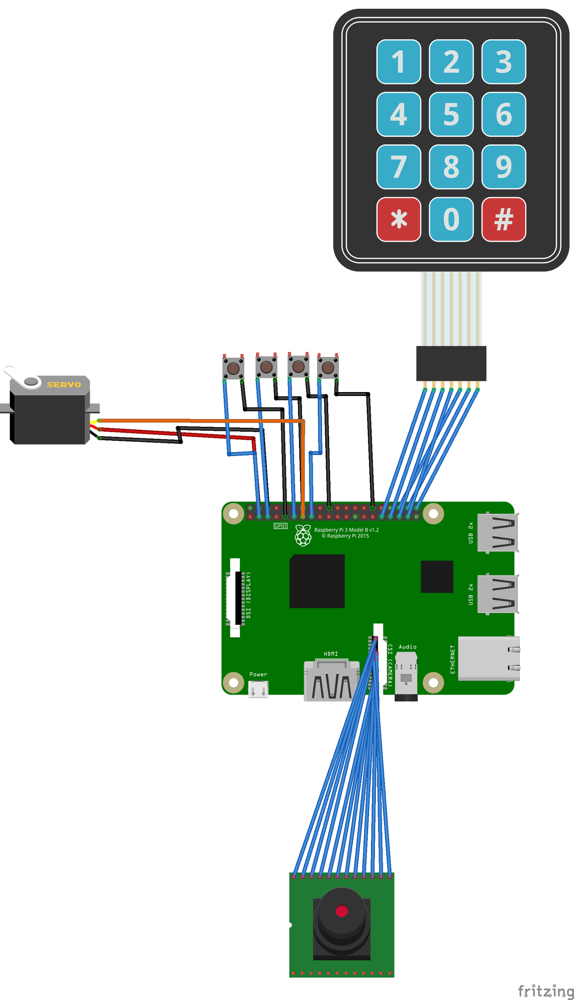 1 2 3
4 5 6
7 8 9
* 0 #
SERVO
GPIO
Raspberry Pi 3 Model B v1.2
© Raspberry Pi 2015
USB 2x
DSI (DISPLAY)
USB 2x
HDMI
CSI (CAMERA)
Audio
ETHERNET
Power
fritzing